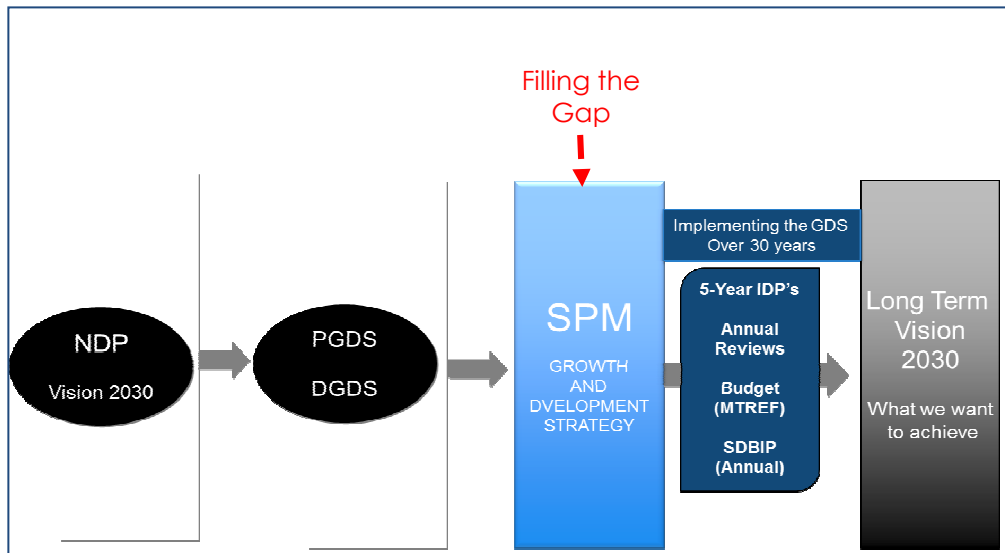 Filling the
Gap
NDP
Vision 2030
PGDS
DGDS
SPM
GROWTH
AND
DVELOPMENT
STRATEGY
Implementing the GDS
Over 30 years
5-Year IDP's
Annual
Reviews
Budget
(MTREF)
SDBIP
(Annual)
Long Term
Vision
2030
What we want
to achieve